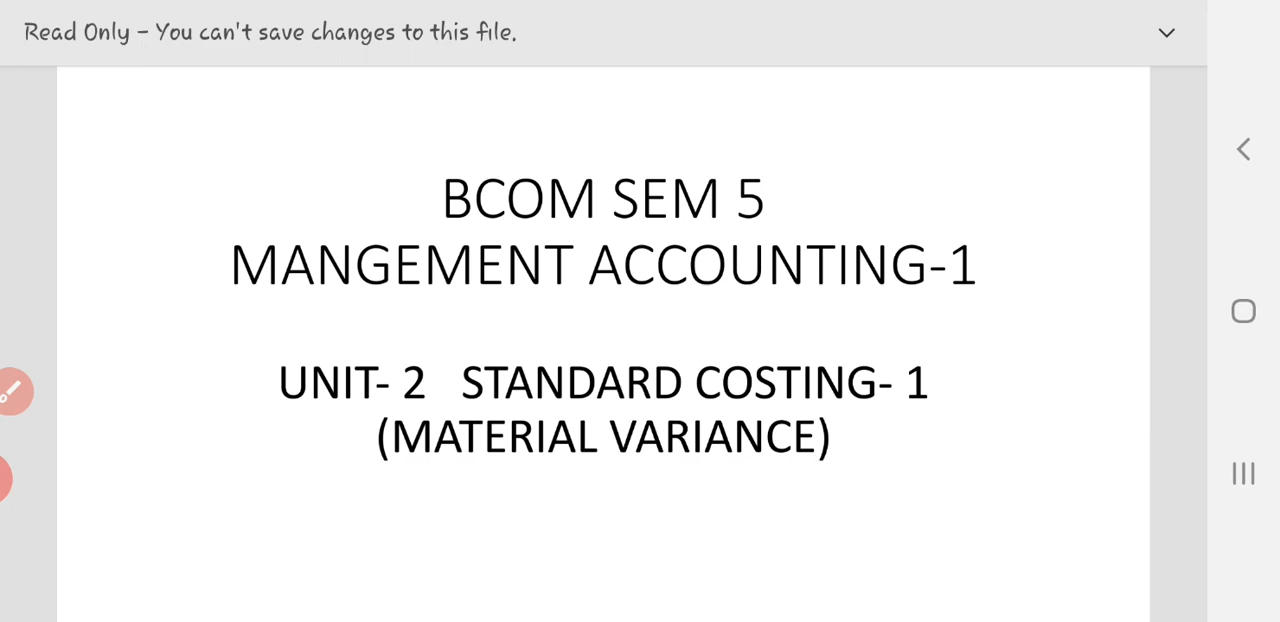 Read Only – You can't save changes to this file.
BCOM SEM 5
MANGEMENT ACCOUNTING-1
UNIT- 2 STANDARD COSTING- 1
(MATERIAL VARIANCE)